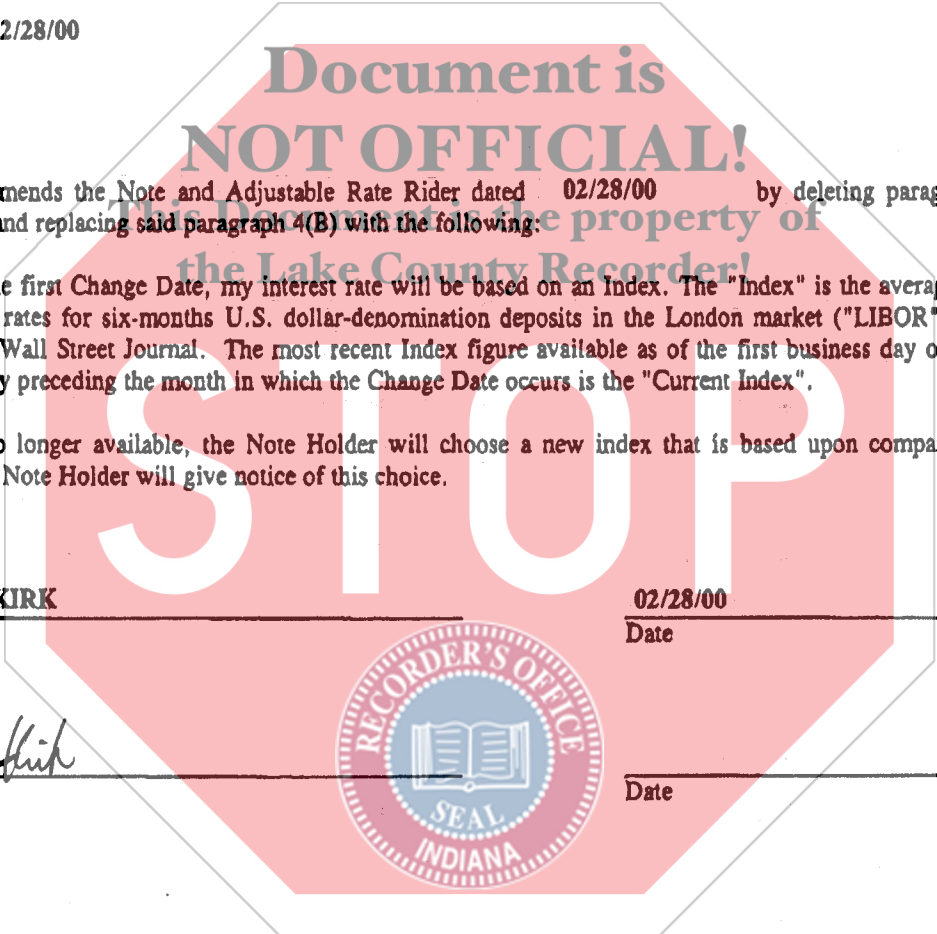 2/28/00
Document is
NOT OFFICIAL!
mends the Note and Adjustable Rate Rider dated 02/28/00 by deleting parag
nd replacing said paragraph 4(B) with the following:
This Document is the property of
the Lake County Recorder!
e first Change Date, my interest rate will be based on an Index. The "Index" is the avera
rates for six-months U.S. dollar-denomination deposits in the London market ("LIBOR"
Wall Street Journal. The most recent Index figure available as of the first business day o
y preceding the month in which the Change Date occurs is the "Current Index".
o longer available, the Note Holder will choose a new index that is based upon compa
Note Holder will give notice of this choice.
STOP
KIRK 02/28/00
Date
RECORDER'S OFFICE
Kirk
Date
SEAL
INDIANA